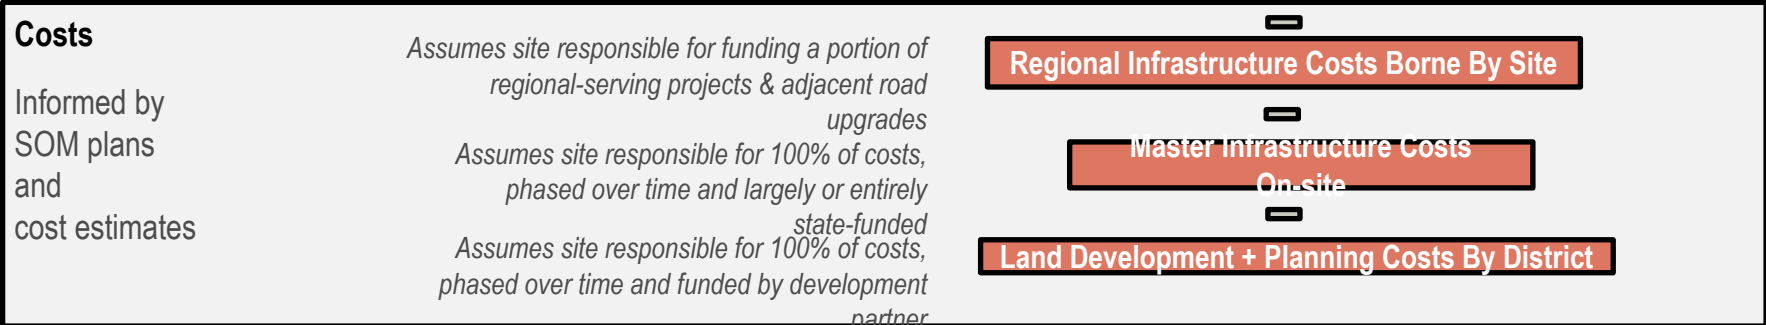 Costs
Informed by
SOM plans
and
cost estimates
Assumes site responsible for funding a portion of
regional-serving projects & adjacent road
upgrades
Assumes site responsible for 100% of costs,
phased over time and largely or entirely
state-funded
Assumes site responsible for 100% of costs,
phased over time and funded by development
partner
Regional Infrastructure Costs Borne By Site
Master Infrastructure Costs
On-site
Land Development + Planning Costs By District